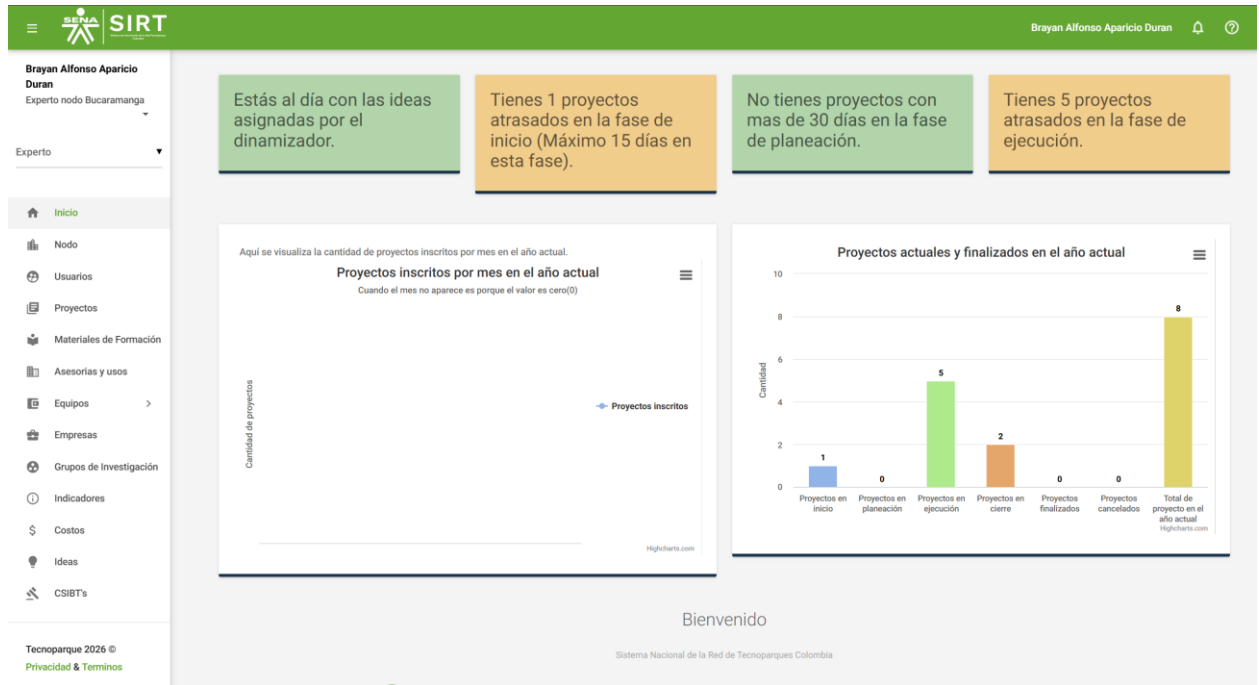 SENA
SIRT
Brayan Alfonso Aparicio Duran
Brayan Alfonso Aparicio
Duran
Experto nodo Bucaramanga
Experto
Inicio
Nodo
Usuarios
Proyectos
Materiales de Formación
Asesorias y usos
Equipos
Empresas
Grupos de Investigación
Indicadores
Costos
Ideas
CSIBT's
Tecnoparque 2026 ©
Privacidad & Terminos
Estás al día con las ideas
asignadas por el
dinamizador.
Tienes 1 proyectos
atrasados en la fase de
inicio (Máximo 15 días en
esta fase).
No tienes proyectos con
mas de 30 días en la fase
de planeación.
Tienes 5 proyectos
atrasados en la fase de
ejecución.
Aquí se visualiza la cantidad de proyectos inscritos por mes en el año actual.
Proyectos inscritos por mes en el año actual
Cuando el mes no aparece es porque el valor es cero(0)
Cantidad de proyectos
Proyectos inscritos
Highcharts.com
Proyectos actuales y finalizados en el año actual
Cantidad
10
8
6
4
2
0
1
0
5
2
0
0
8
Proyectos en
inicio
Proyectos en
planeación
Proyectos en
ejecución
Proyectos en
cierre
Proyectos
finalizados
Proyectos
cancelados
Total de
proyecto en el
año actual
Highcharts.com
Bienvenido
Sistema Nacional de la Red de Tecnoparques Colombia